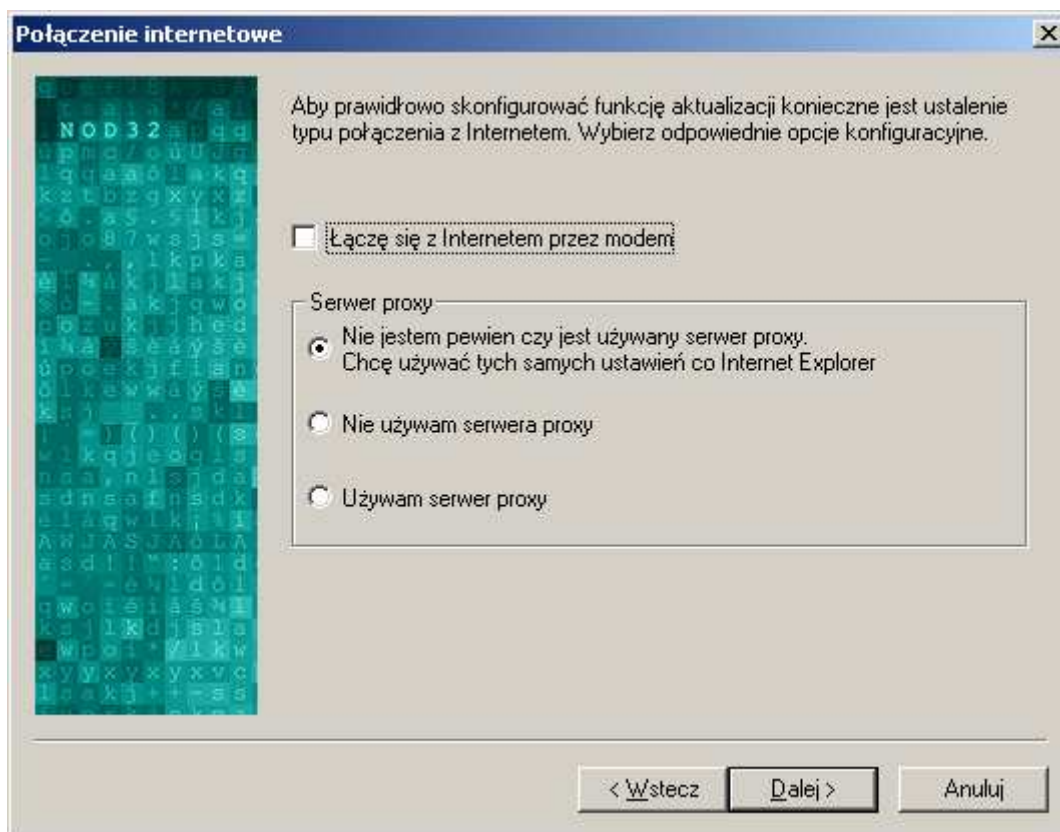 Połączenie internetowe
NOD32
Aby prawidłowo skonfigurować funkcję aktualizacji konieczne jest ustalenie
typu połączenia z Internetem. Wybierz odpowiednie opcje konfiguracyjne.
Łączę się z Internetem przez modem
Serwer proxy
Nie jestem pewien czy jest używany serwer proxy.
Chcę używać tych samych ustawień co Internet Explorer
Nie używam serwera proxy
Używam serwer proxy
< Wstecz
Dalej >
Anuluj